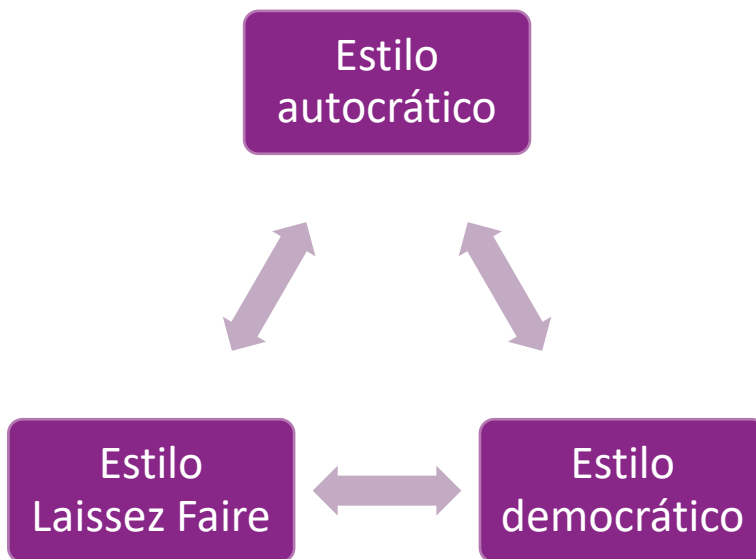 Estilo
autocrático
Estilo
Laissez Faire
Estilo
democrático